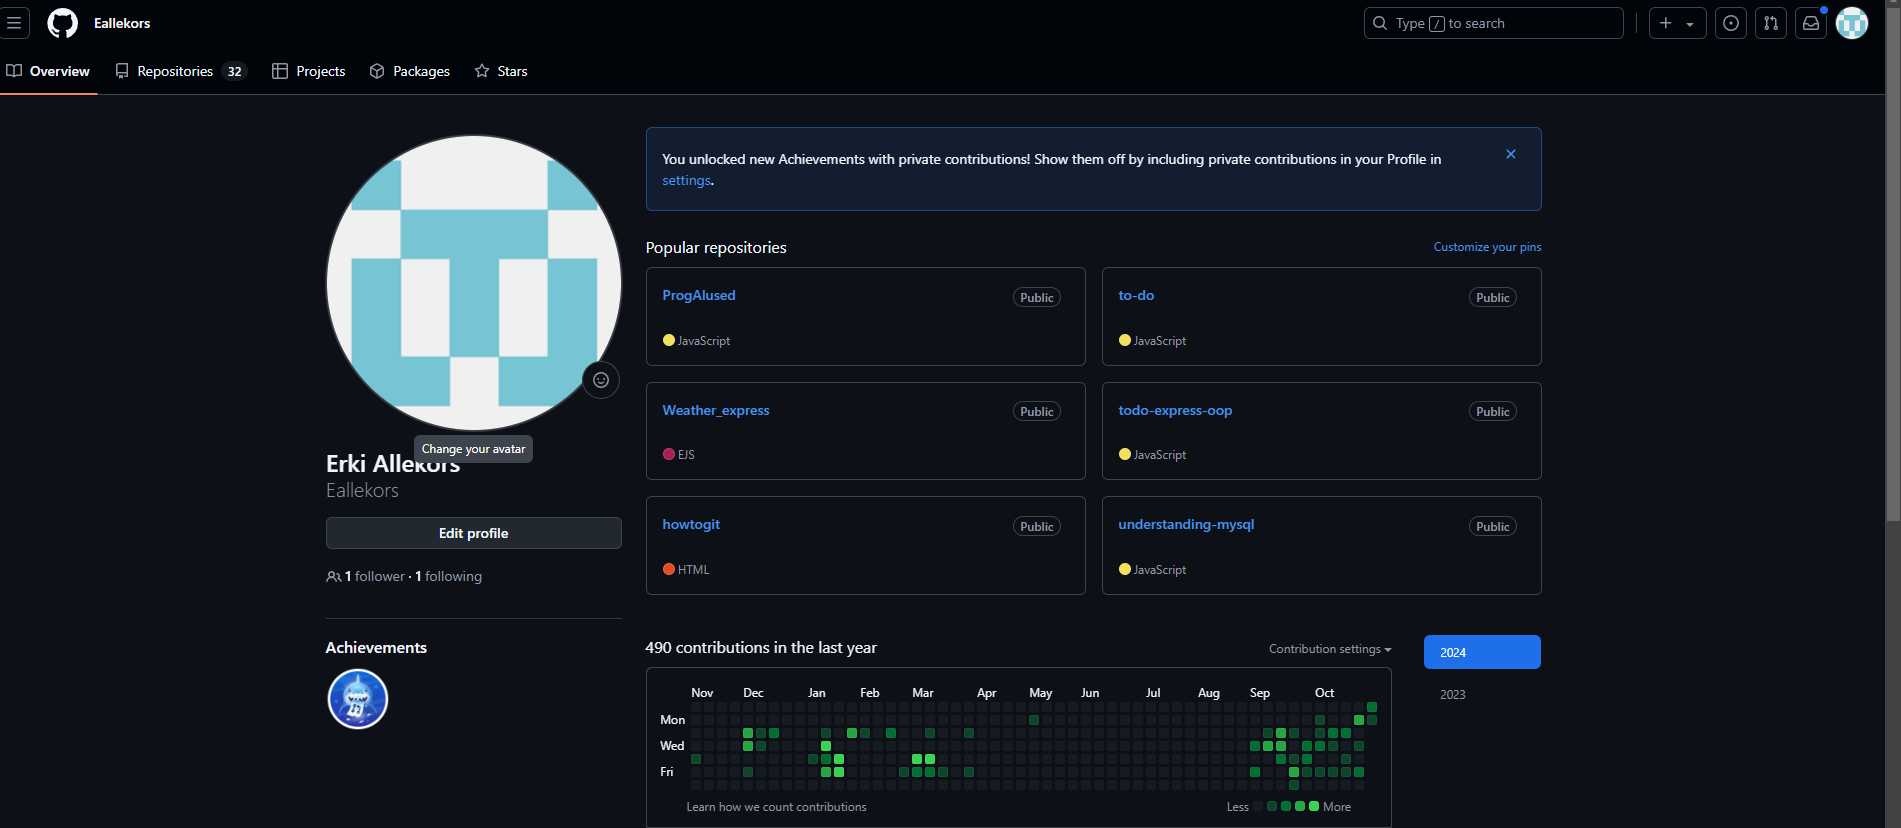 Eallekors
Type / to search
Overview
Repositories 32
Projects
Packages
Stars
You unlocked new Achievements with private contributions! Show them off by including private contributions in your Profile in
settings.
Change your avatar
Erki Allekors
Eallekors
Edit profile
1 follower · 1 following
Achievements
Popular repositories
Customize your pins
ProgAlused
Public
JavaScript
to-do
Public
JavaScript
Weather_express
Public
EJS
todo-express-oop
Public
JavaScript
howtogit
Public
HTML
understanding-mysql
Public
JavaScript
490 contributions in the last year
Contribution settings
2024
2023
Nov Dec Jan Feb Mar Apr May Jun Jul Aug Sep Oct
Mon
Wed
Fri
Learn how we count contributions
Less
More